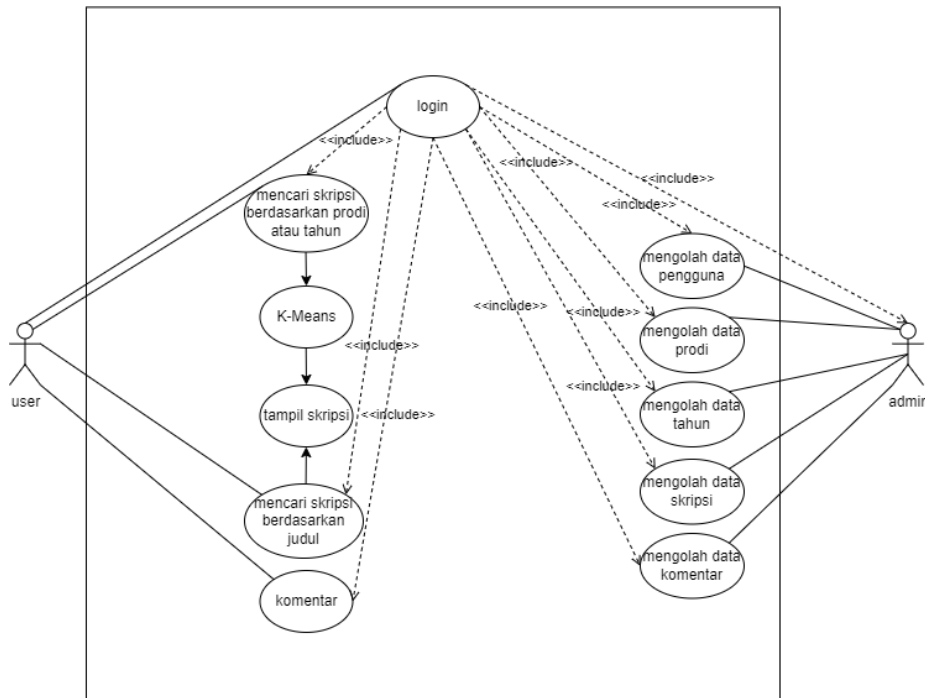 login
<<include>>
mencari skripsi
berdasarkan prodi
atau tahun
<<include>>
<<include>>
<<include>>
mengolah data
pengguna
K-Means
<<include>>
<<include>>
mengolah data
prodi
<<include>>
user
admin
tampil skripsi
<<include>>
<<include>>
mengolah data
tahun
mencari skripsi
berdasarkan
judul
mengolah data
skripsi
komentar
mengolah data
komentar